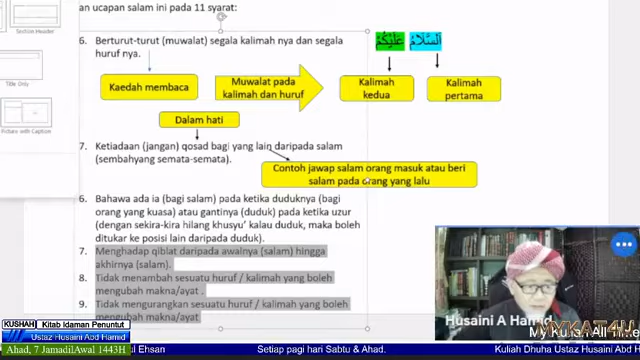 an ucapan salam ini pada 11 syarat:
Section Header
Title Only
Picture with Caption
6. Berturut-turut (muwalat) segala kalimah nya dan segala
huruf nya.
اَلسَّلَامُ عَلَيْكُمْ
Kaedah membaca
Muwalat pada
kalimah dan huruf
Kalimah
kedua
Kalimah
pertama
Dalam hati
7. Ketiadaan (jangan) qosad bagi yang lain daripada salam
(sembahyang semata-semata).
Contoh jawap salam orang masuk atau beri
salam pada orang yang lalu
6. Bahawa ada ia (bagi salam) pada ketika duduknya (bagi
orang yang kuasa) atau gantinya (duduk) pada ketika uzur
(dengan sekira-kira hilang khusyu' kalau duduk, maka boleh
ditukar ke posisi lain daripada duduk).
7. Menghadap qiblat daripada awalnya (salam) hingga
akhirnya (salam).
8. Tidak menambah sesuatu huruf / kalimah yang boleh
mengubah makna/ayat .
9. Tidak mengurangkan sesuatu huruf / kalimah yang boleh
mengubah makna/ayat
Husaini A Hamid
KUSHAH Kitab Idaman Penuntut
Ustaz Husaini Abd Hamid
Ahad, 7 JamadilAwal 1443H
ul Ehsan
Setiap pagi hari Sabtu & Ahad.
Kuliah Dhuha Ustaz Husaini Abd